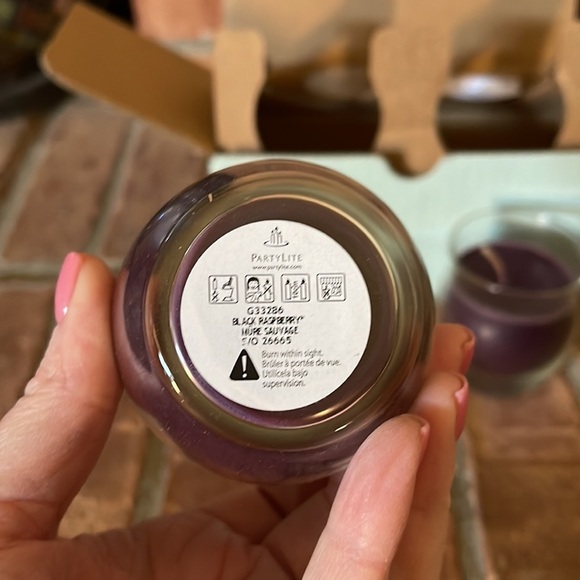 PARTYLITE
www.partylite.com
G33286
BLACK RASPBERRY®
MURE SAUVAGE
S/O 26665
Burn within sight.
Brûler à portée de vue.
Utilícela bajo
supervisión.